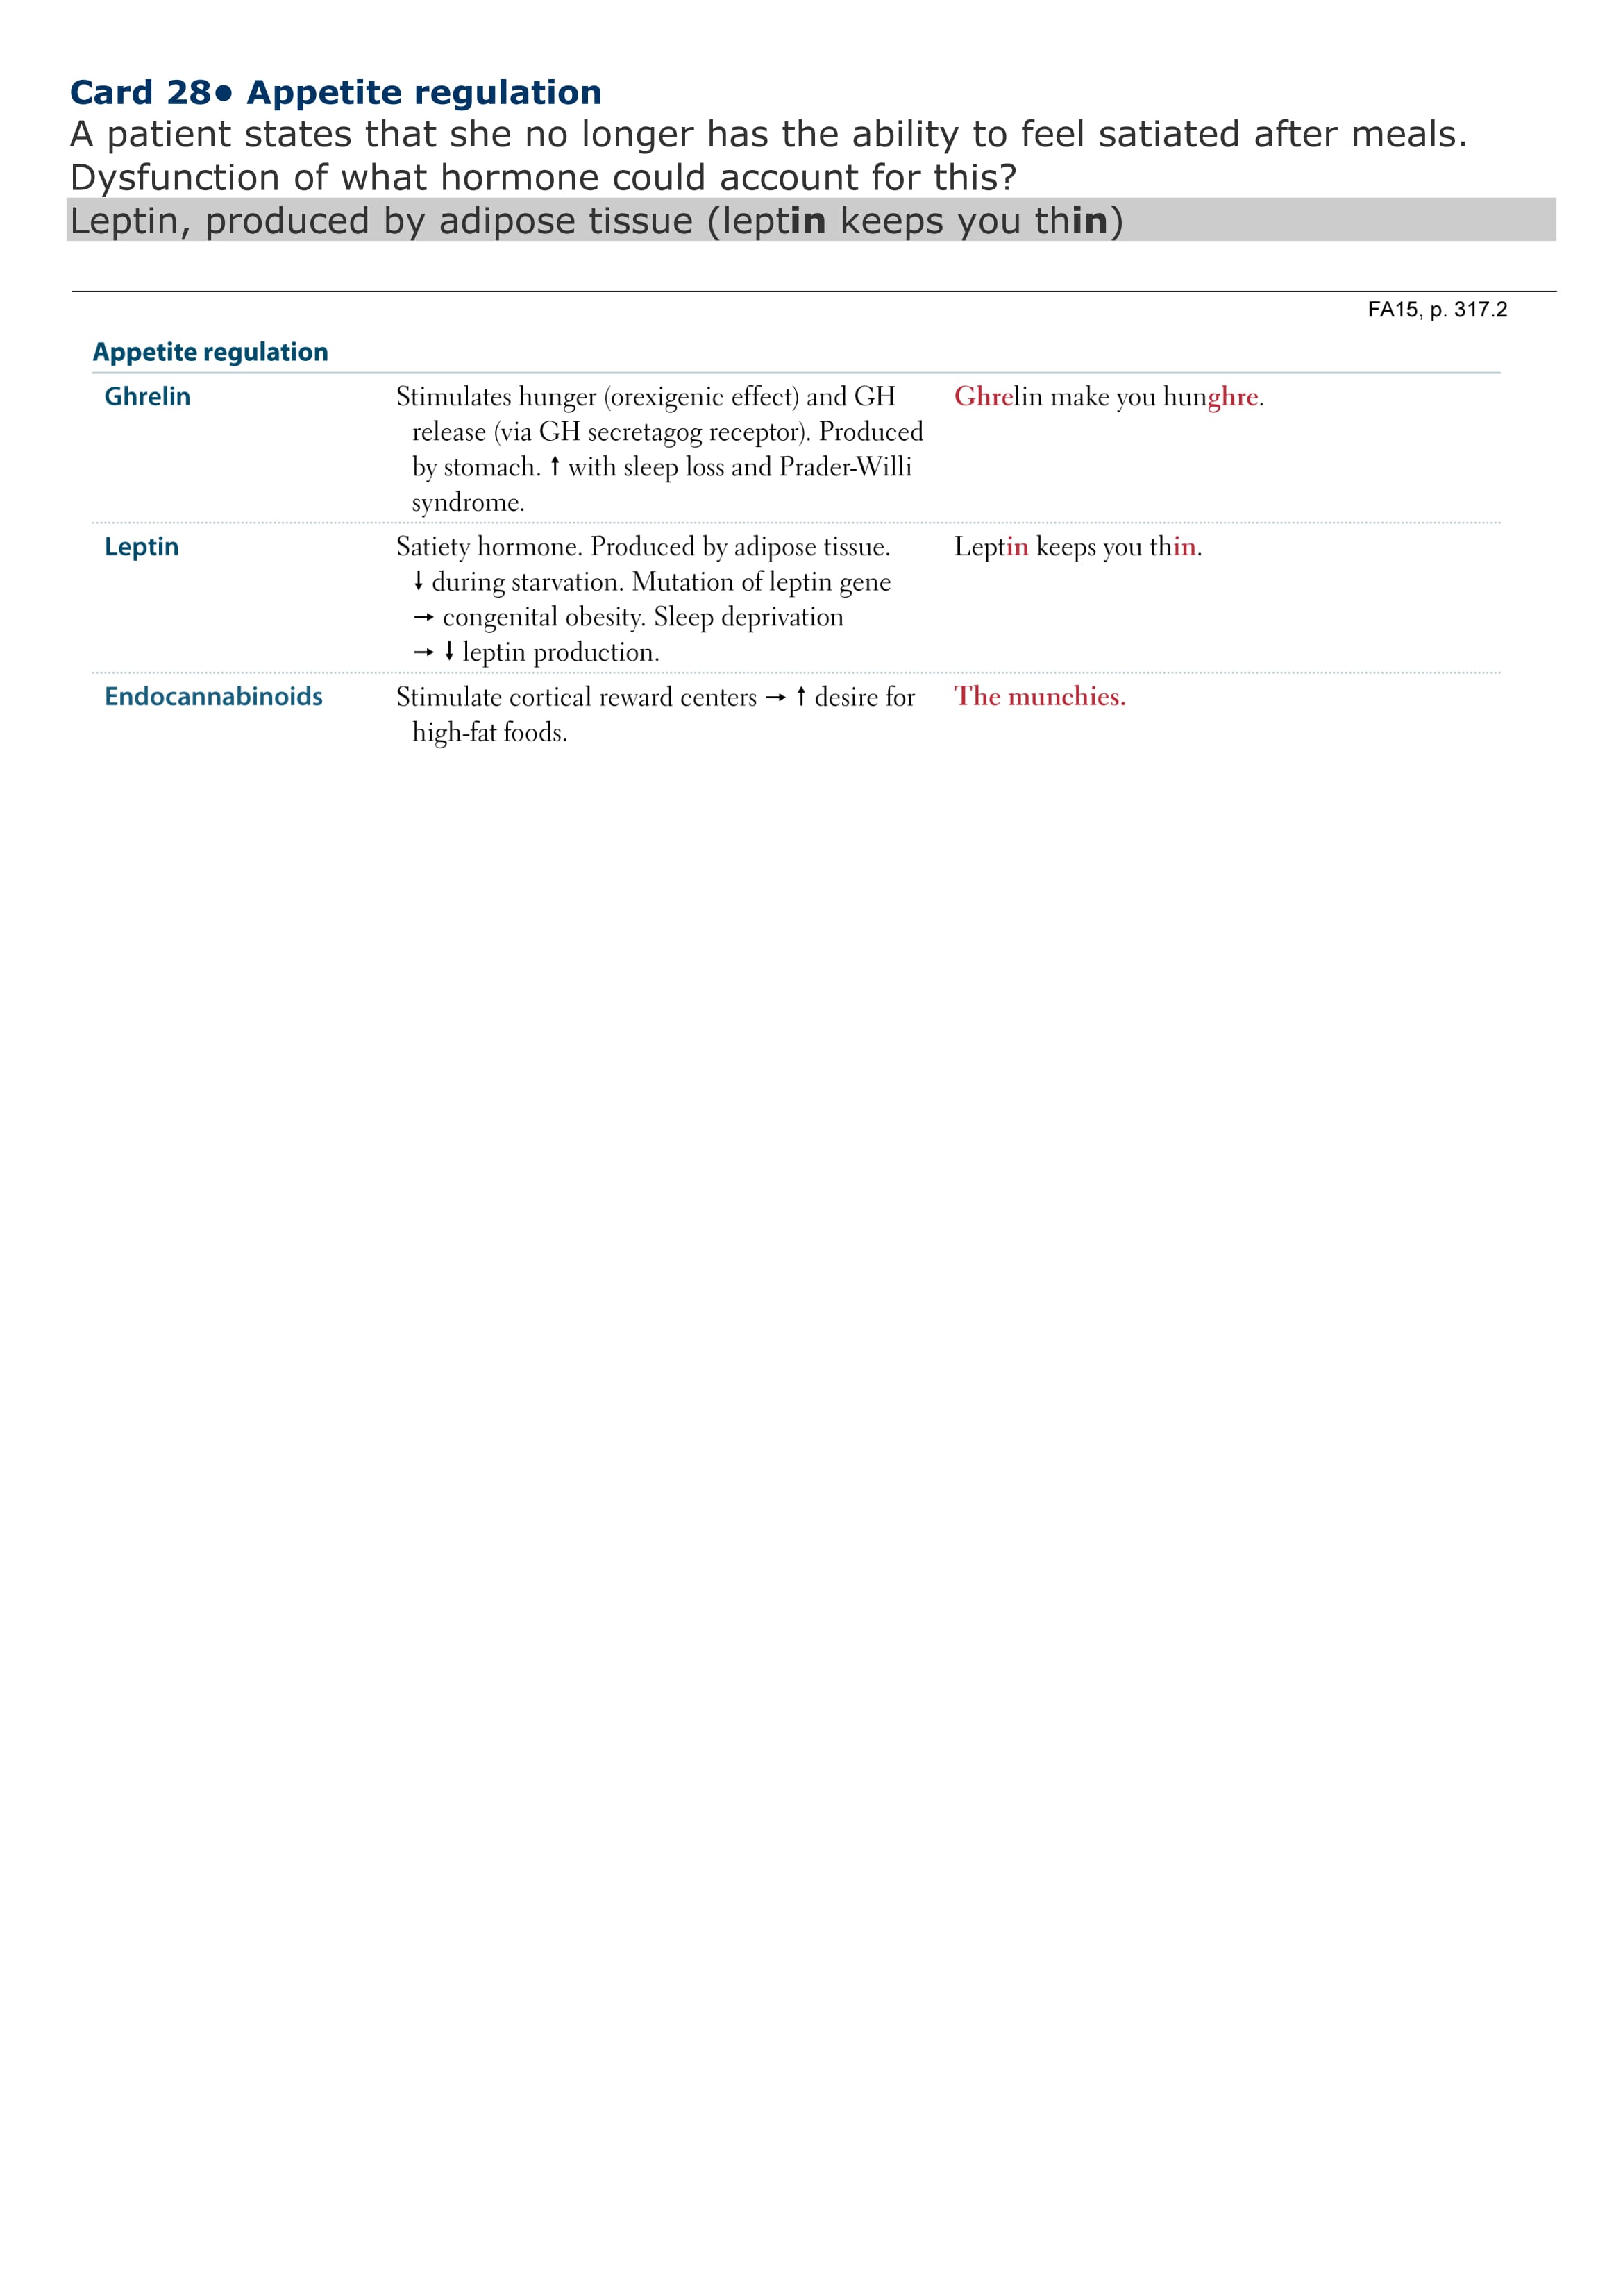 Card 28• Appetite regulation
A patient states that she no longer has the ability to feel satiated after meals.
Dysfunction of what hormone could account for this?
Leptin, produced by adipose tissue (leptin keeps you thin)
FA15, p. 317.2
Appetite regulation
Ghrelin
Stimulates hunger (orexigenic effect) and GH
release (via GH secretagog receptor). Produced
by stomach. ↑ with sleep loss and Prader-Willi
syndrome.
Ghrelin make you hunghre.
Leptin
Satiety hormone. Produced by adipose tissue.
↓ during starvation. Mutation of leptin gene
→ congenital obesity. Sleep deprivation
→ ↓ leptin production.
Leptin keeps you thin.
Endocannabinoids
Stimulate cortical reward centers → ↑ desire for
high-fat foods.
The munchies.